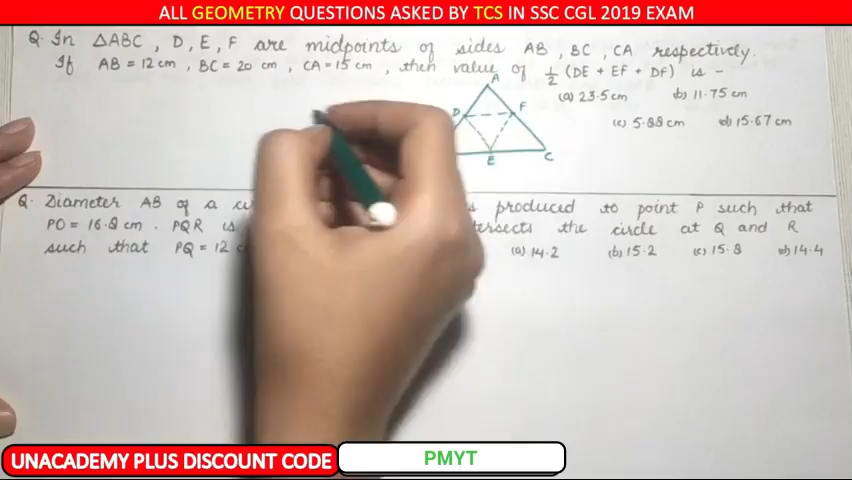 ALL GEOMETRY QUESTIONS ASKED BY TCS IN SSC CGL 2019 EXAM
Q. In △ABC, D, E, F are midpoints of sides AB, BC, CA respectively.
If AB = 12 cm, BC = 20 cm, CA = 15 cm, then value of 1/2 (DE + EF + DF) is -
(a) 23.5 cm (b) 11.75 cm
(c) 5.88 cm (d) 15.67 cm
A
D F
E C
Q. Diameter AB of a produced to point P such that
PO = 16.8 cm. PQR is the circle at Q and R
such that PQ = 12 (a) 14.2 (b) 15.2 (c) 15.8 (d) 14.4
UNACADEMY PLUS DISCOUNT CODE PMYT